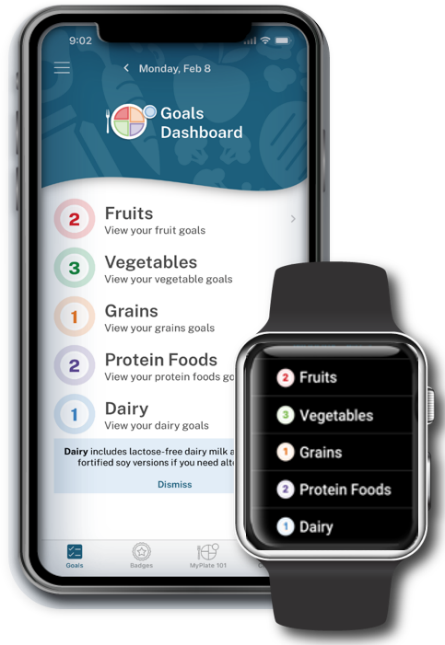 9:02
Monday, Feb 8
Goals
Dashboard
2 Fruits
View your fruit goals
3 Vegetables
View your vegetable goals
1 Grains
View your grains goals
2 Protein Foods
View your protein foods
1 Dairy
View your dairy goals
Dairy includes lactose-free dairy milk
fortified soy versions if you need
Dismiss
Goals
Badges
MyPlate 101
2 Fruits
3 Vegetables
1 Grains
2 Protein Foods
1 Dairy